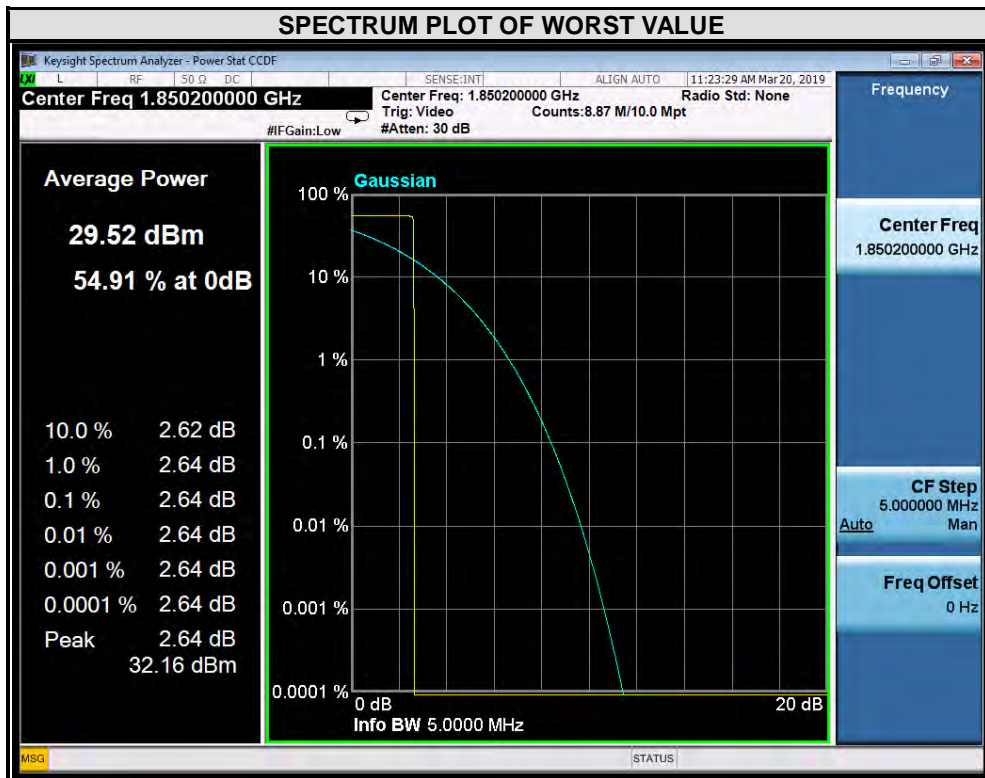 SPECTRUM PLOT OF WORST VALUE
Keysight Spectrum Analyzer - Power Stat CCDF
LXI L RF 50 Ω DC SENSE:INT ALIGN AUTO 11:23:29 AM Mar 20, 2019
Center Freq 1.850200000 GHz
Center Freq: 1.850200000 GHz Radio Std: None
Trig: Video Counts:8.87 M/10.0 Mpt
#IFGain:Low #Atten: 30 dB
Frequency
Average Power
29.52 dBm
54.91 % at 0dB
10.0 % 2.62 dB
1.0 % 2.64 dB
0.1 % 2.64 dB
0.01 % 2.64 dB
0.001 % 2.64 dB
0.0001 % 2.64 dB
Peak 2.64 dB
32.16 dBm
Gaussian
100 %
10 %
1 %
0.1 %
0.01 %
0.001 %
0.0001 %
0 dB 20 dB
Info BW 5.0000 MHz
Center Freq
1.850200000 GHz
CF Step
5.000000 MHz
Auto Man
Freq Offset
0 Hz
MSG STATUS